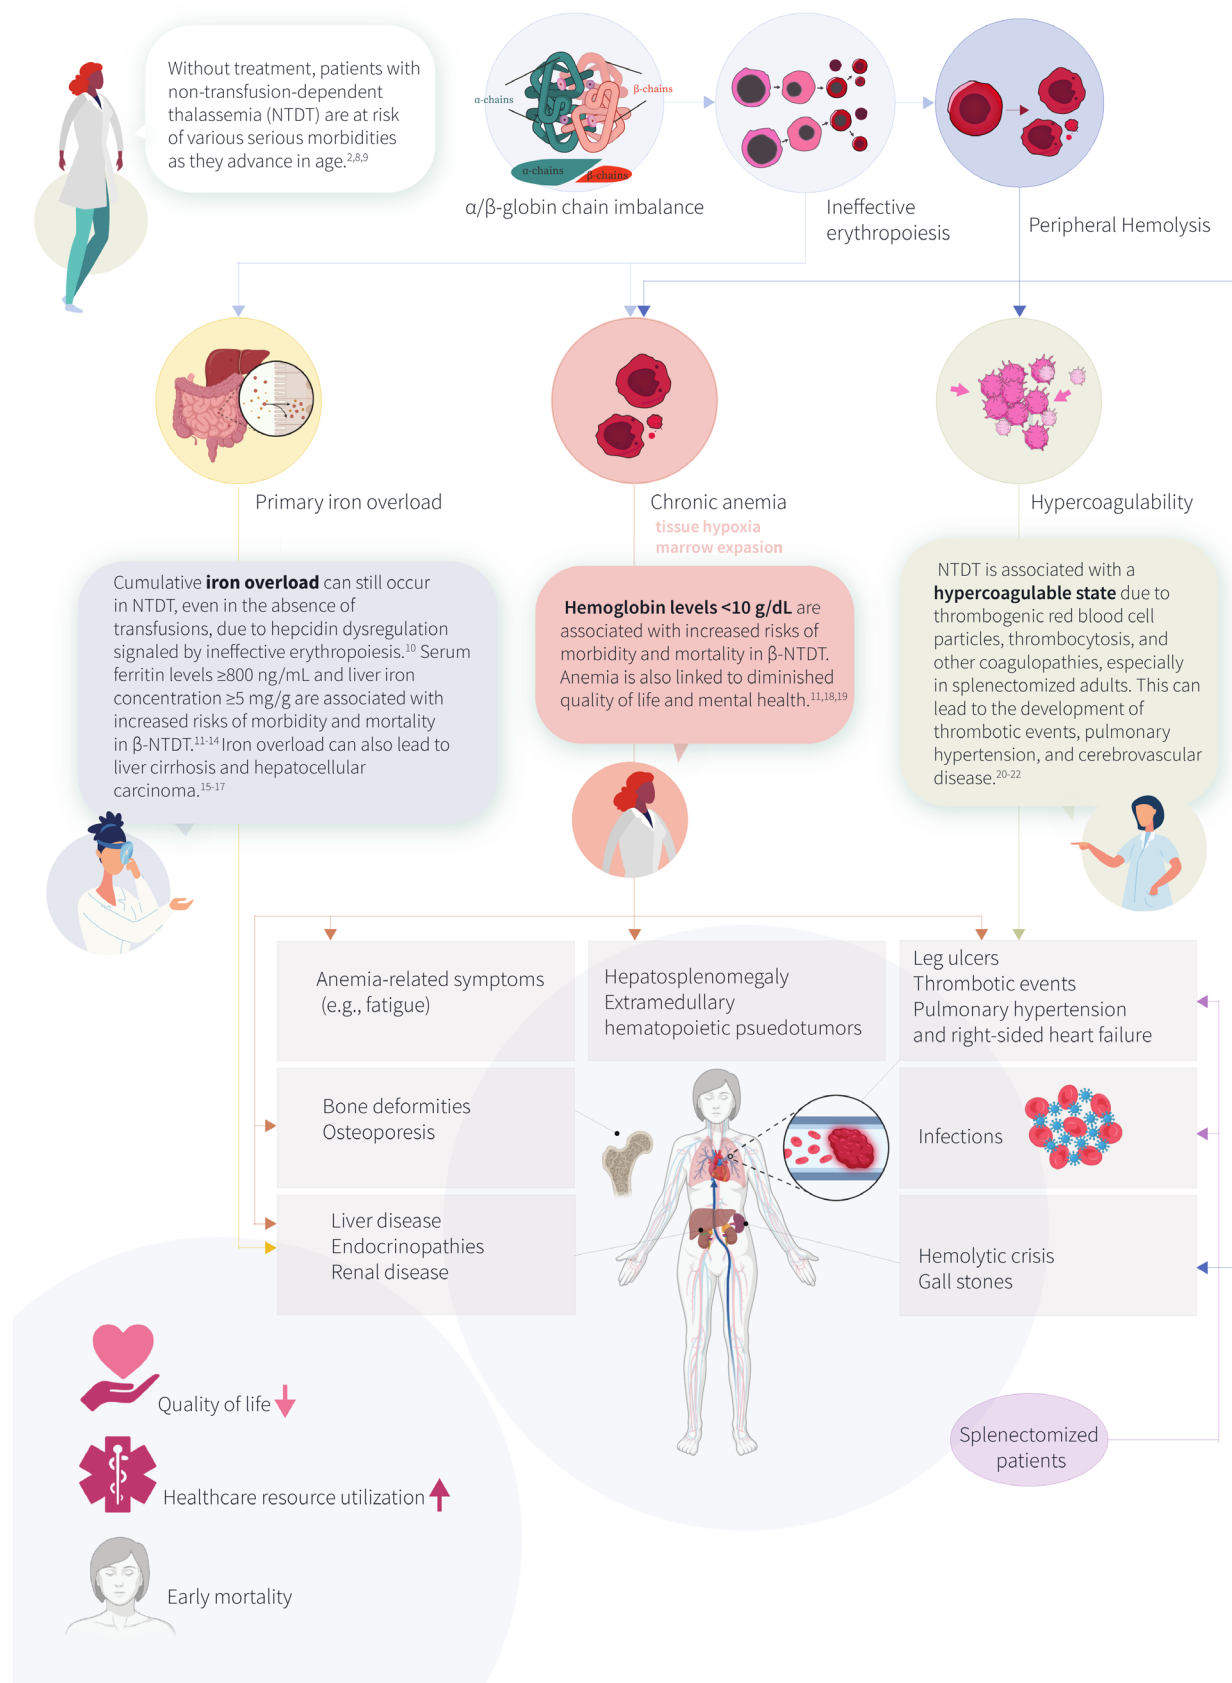 Without treatment, patients with
non-transfusion-dependent
thalassemia (NTDT) are at risk
of various serious morbidities
as they advance in age.2,8,9
α-chains
β-chains
α-chains
β-chains
α/β-globin chain imbalance
Ineffective
erythropoiesis
Peripheral Hemolysis
Primary iron overload
Chronic anemia
tissue hypoxia
marrow expasion
Hypercoagulability
Cumulative iron overload can still occur
in NTDT, even in the absence of
transfusions, due to hepcidin dysregulation
signaled by ineffective erythropoiesis.10 Serum
ferritin levels ≥800 ng/mL and liver iron
concentration ≥5 mg/g are associated with
increased risks of morbidity and mortality
in β-NTDT.11-14 Iron overload can also lead to
liver cirrhosis and hepatocellular
carcinoma.15-17
Hemoglobin levels <10 g/dL are
associated with increased risks of
morbidity and mortality in β-NTDT.
Anemia is also linked to diminished
quality of life and mental health.11,18,19
NTDT is associated with a
hypercoagulable state due to
thrombogenic red blood cell
particles, thrombocytosis, and
other coagulopathies, especially
in splenectomized adults. This can
lead to the development of
thrombotic events, pulmonary
hypertension, and cerebrovascular
disease.20-22
Anemia-related symptoms
(e.g., fatigue)
Hepatosplenomegaly
Extramedullary
hematopoietic psuedotumors
Leg ulcers
Thrombotic events
Pulmonary hypertension
and right-sided heart failure
Bone deformities
Osteoporesis
Infections
Liver disease
Endocrinopathies
Renal disease
Hemolytic crisis
Gall stones
Quality of life
Splenectomized
patients
Healthcare resource utilization
Early mortality